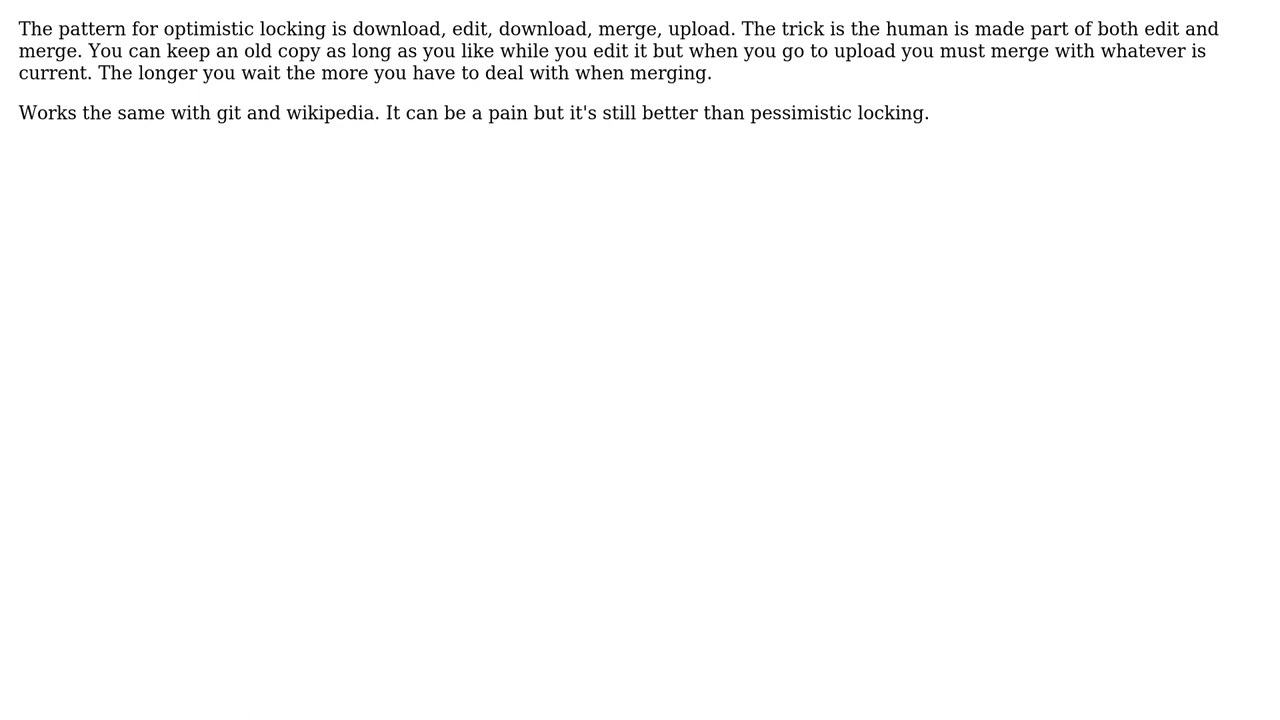 The pattern for optimistic locking is download, edit, download, merge, upload. The trick is the human is made part of both edit and
merge. You can keep an old copy as long as you like while you edit it but when you go to upload you must merge with whatever is
current. The longer you wait the more you have to deal with when merging.
Works the same with git and wikipedia. It can be a pain but it's still better than pessimistic locking.